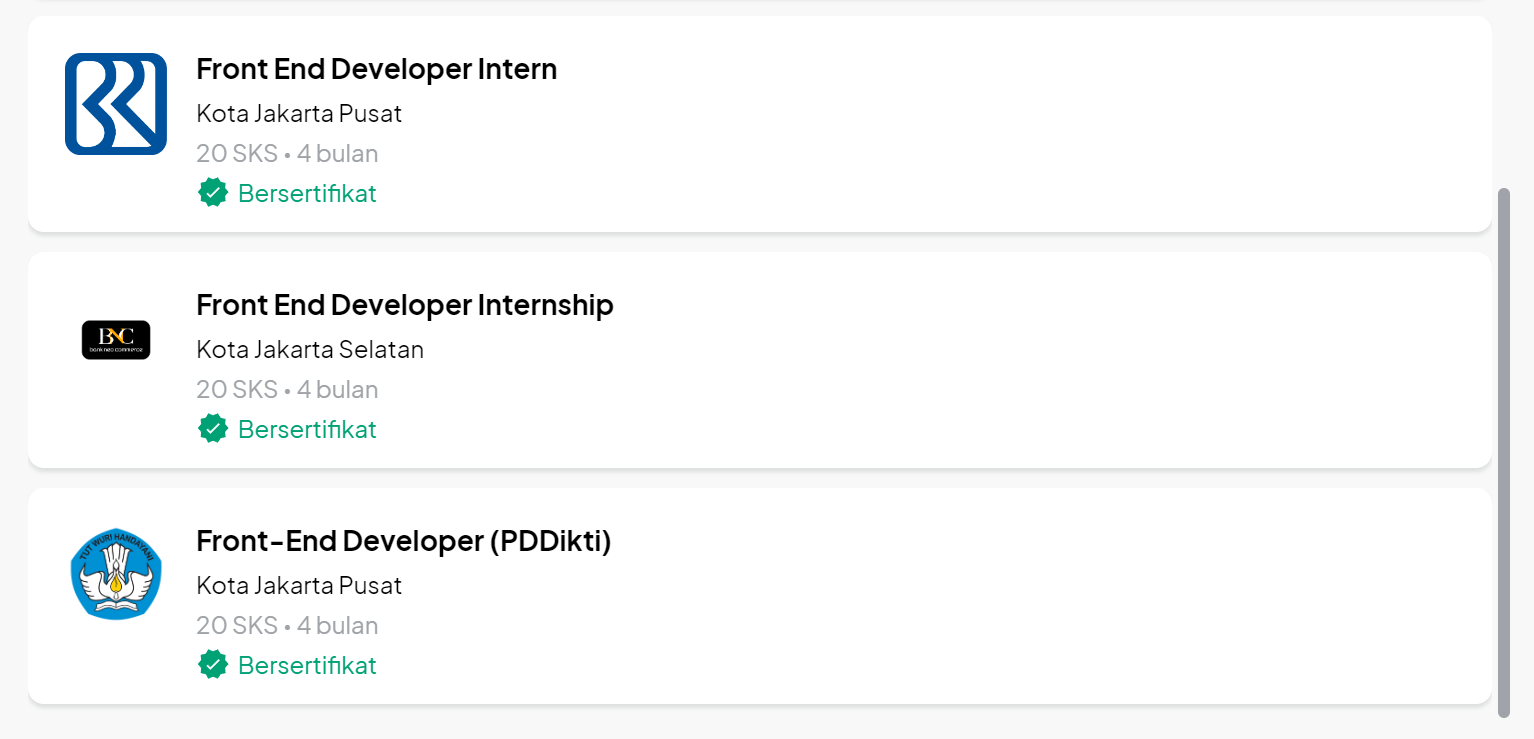 Front End Developer Intern
Kota Jakarta Pusat
20 SKS • 4 bulan
Bersertifikat
BNC
bank neo commerce
Front End Developer Internship
Kota Jakarta Selatan
20 SKS • 4 bulan
Bersertifikat
TUT WURI HANDAYANI
Front-End Developer (PDDikti)
Kota Jakarta Pusat
20 SKS • 4 bulan
Bersertifikat